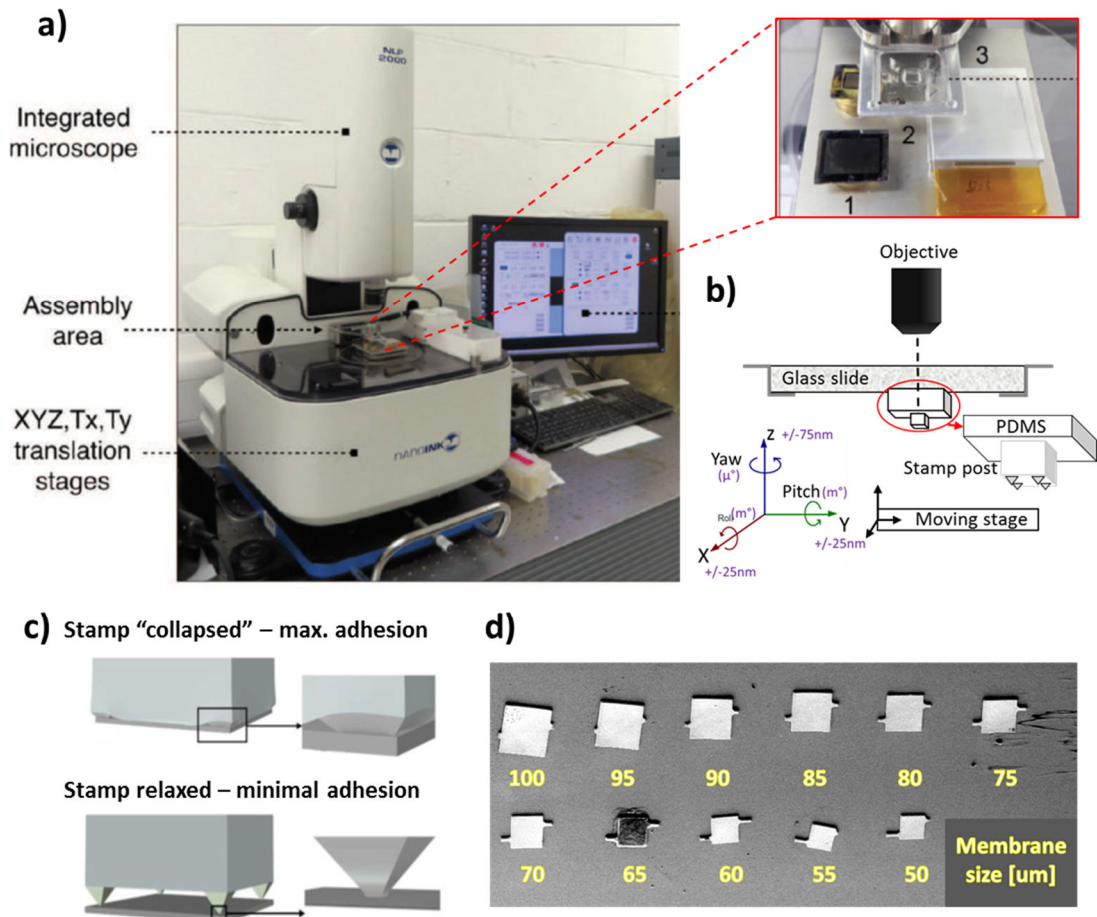 a)
NLP
2000
Integrated
microscope
Assembly
area
XYZ,Tx,Ty
translation
stages
NANOINK
3
2
1
b)
Objective
Glass slide
PDMS
Stamp post
Z
+/-75nm
Yaw
(µ°)
Pitch(m°)
Roll(m°)
Y
+/-25nm
X
+/-25nm
Moving stage
c)
Stamp “collapsed” – max. adhesion
Stamp relaxed – minimal adhesion
d)
100 95 90 85 80 75
70 65 60 55 50
Membrane
size [um]